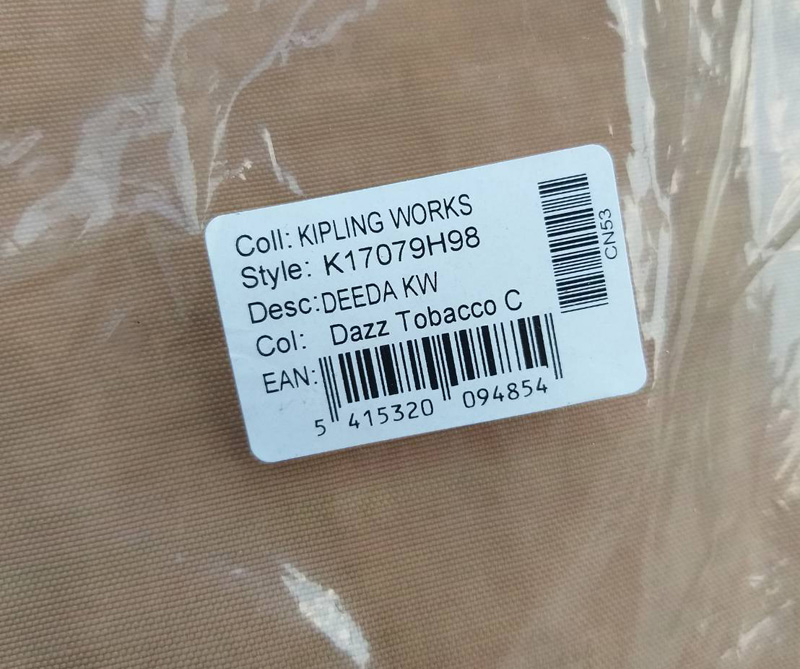 Coll: KIPLING WORKS
Style: K17079H98
Desc:DEEDA KW
Col: Dazz Tobacco C
EAN:
5 415320 094854
CN53